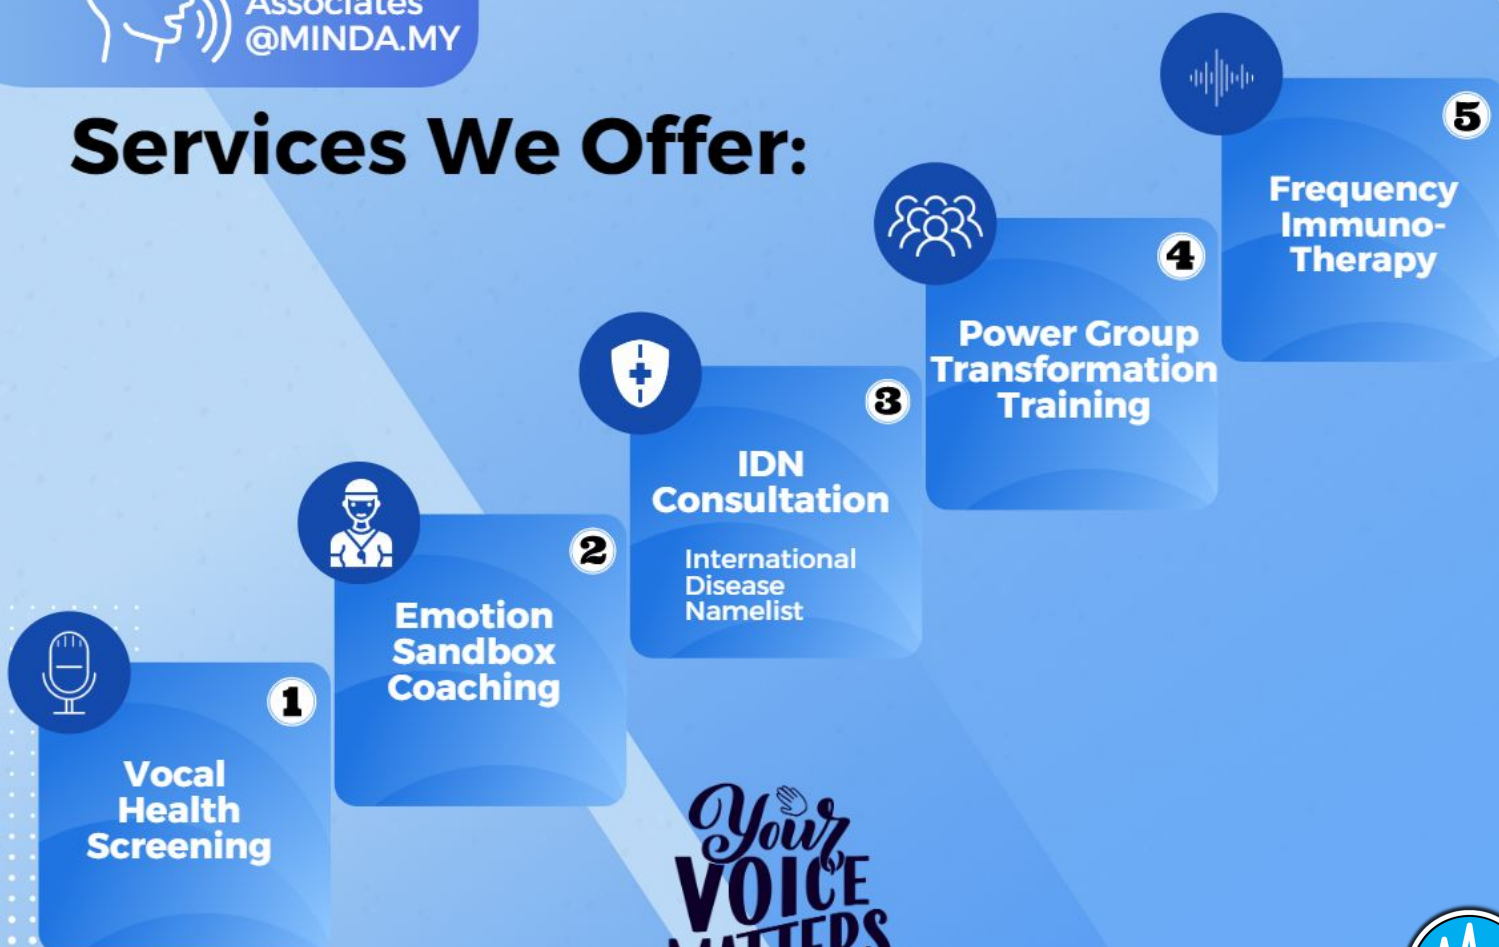 Associates
@MINDA.MY
Services We Offer:
1
Vocal
Health
Screening
2
Emotion
Sandbox
Coaching
3
IDN
Consultation
International
Disease
Namelist
4
Power Group
Transformation
Training
5
Frequency
Immuno-
Therapy
Your
VOICE
MATTERS